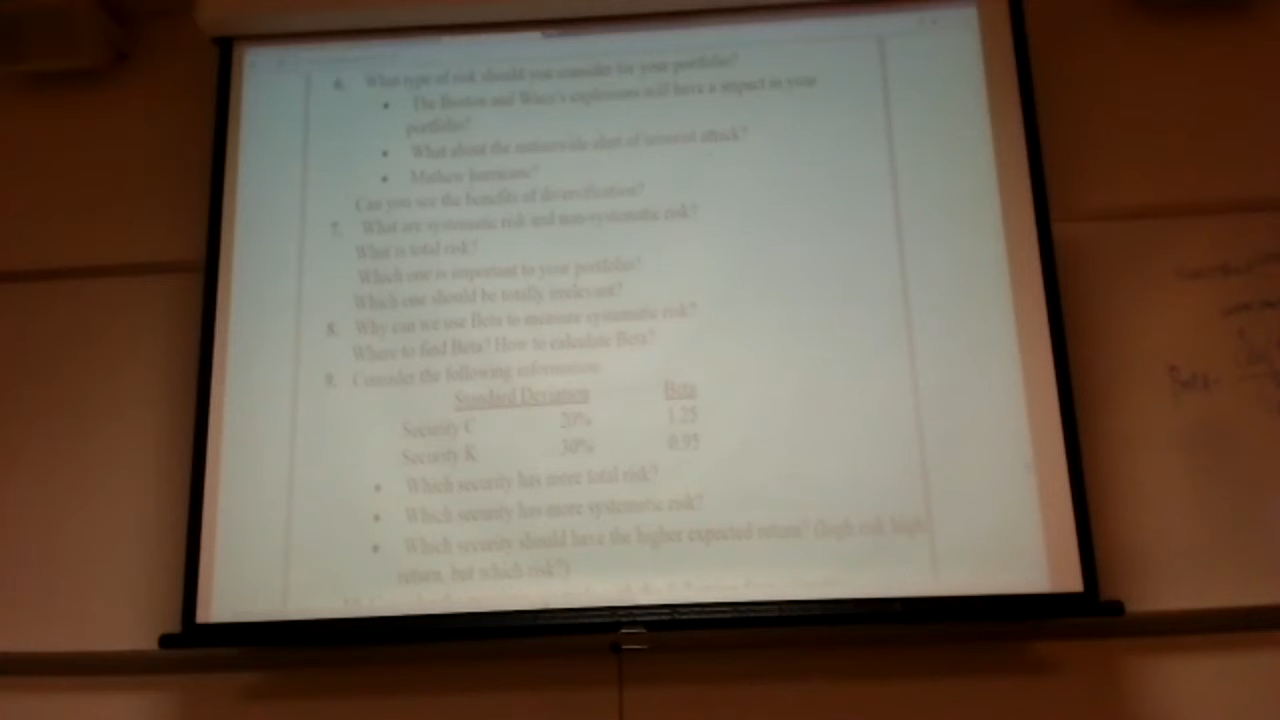 6. What type of risk should you consider for your portfolio?
• The Boston and Waco's explosions will have a impact in your
portfolio?
• What about the nationwide alert of terrorist attack?
• Mathew hurricane?
Can you see the benefits of diversification?
7. What are systematic risk and non-systematic risk?
What is total risk?
Which one is important to your portfolio?
Which one should be totally irrelevant?
8. Why can we use Beta to measure systematic risk?
Where to find Beta? How to calculate Beta?
9. Consider the following information:
Standard Deviation Beta
Security C 20% 1.25
Security K 30% 0.95
• Which security has more total risk?
• Which security has more systematic risk?
• Which security should have the higher expected return? (high risk high
return, but which risk?)